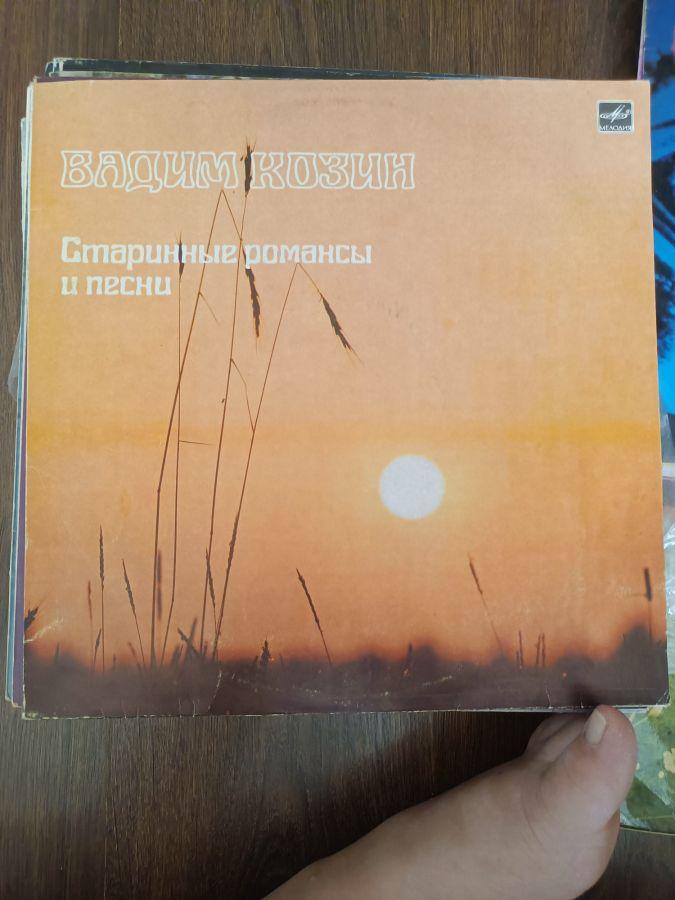 ВАДИМ КОЗИН
Старинные романсы
и песни
МЕЛОДИЯ